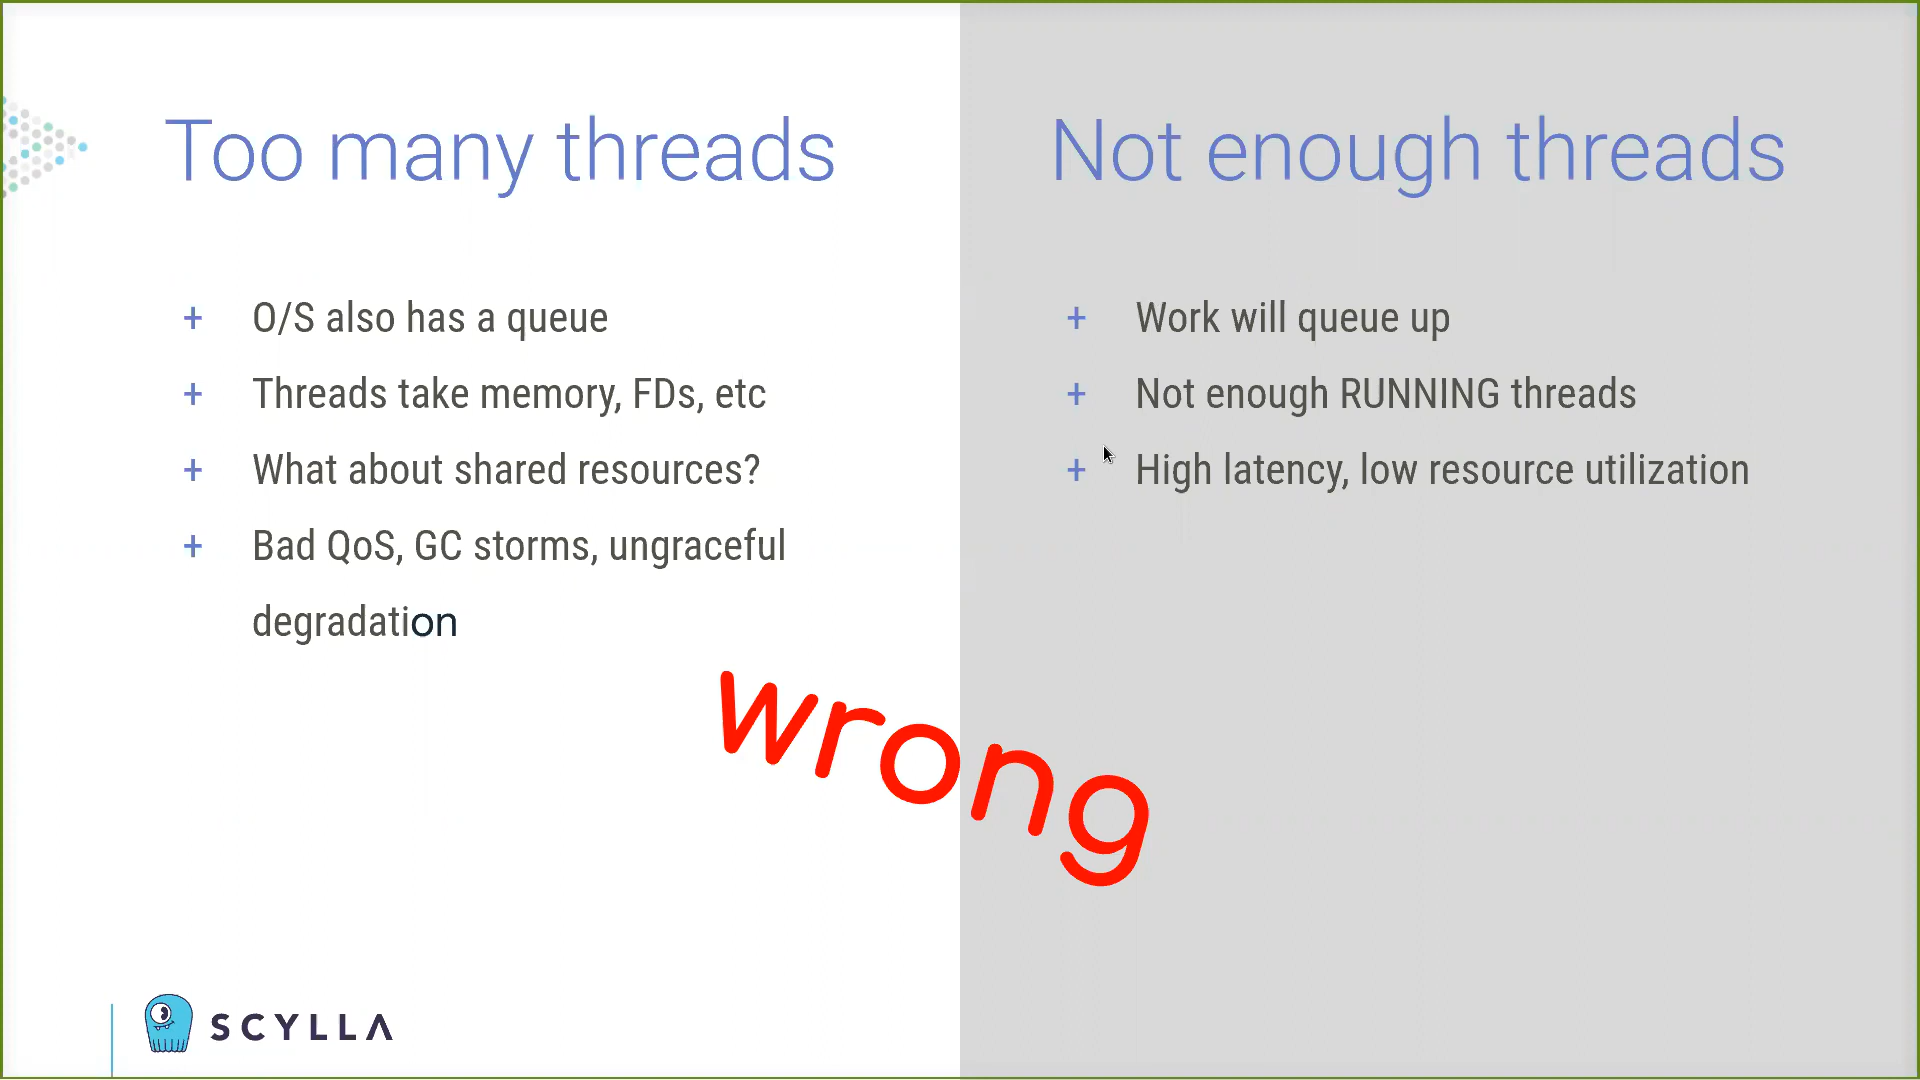 Too many threads
+ O/S also has a queue
+ Threads take memory, FDs, etc
+ What about shared resources?
+ Bad QoS, GC storms, ungraceful
degradation
Not enough threads
+ Work will queue up
+ Not enough RUNNING threads
+ High latency, low resource utilization
wrong
SCYLLA